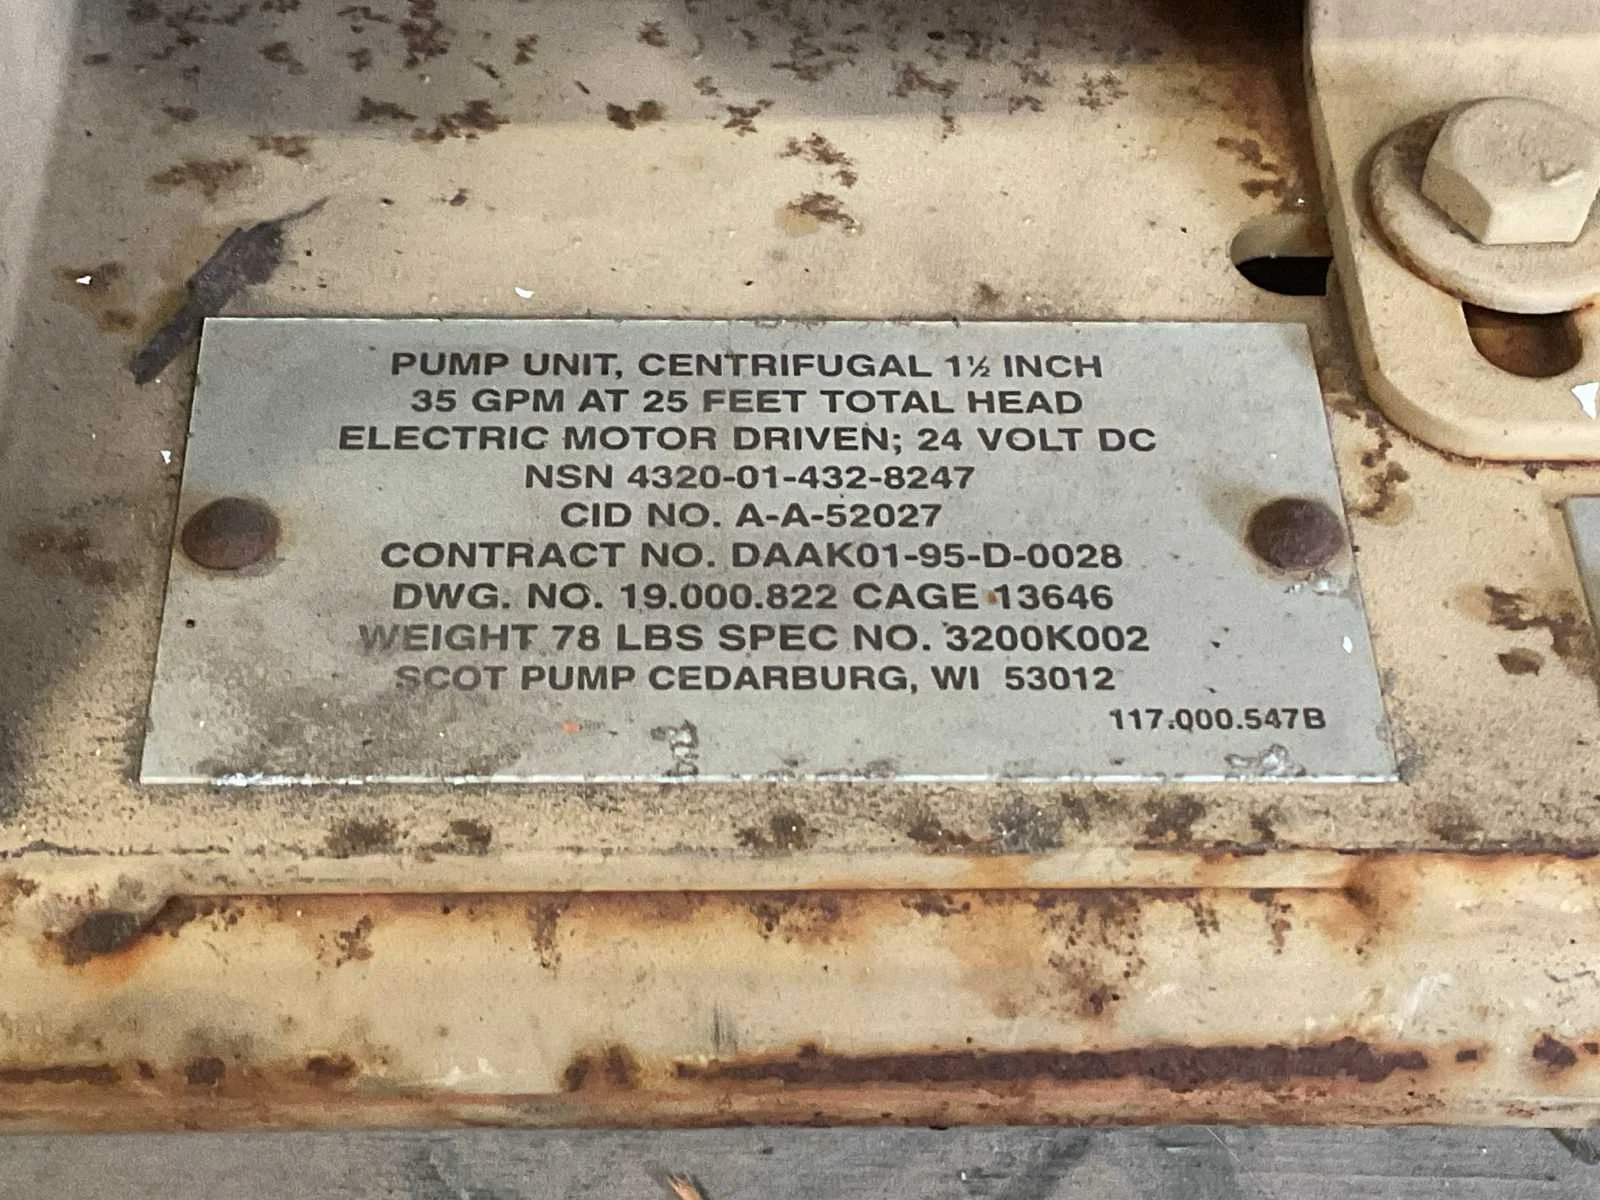 PUMP UNIT, CENTRIFUGAL 1½ INCH
35 GPM AT 25 FEET TOTAL HEAD
ELECTRIC MOTOR DRIVEN; 24 VOLT DC
NSN 4320-01-432-8247
CID NO. A-A-52027
CONTRACT NO. DAAK01-95-D-0028
DWG. NO. 19.000.822 CAGE 13646
WEIGHT 78 LBS SPEC NO. 3200K002
SCOT PUMP CEDARBURG, WI 53012
117.000.547B